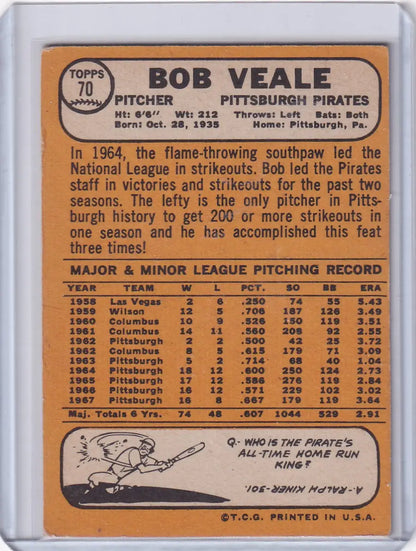 TOPPS
70
BOB VEALE
PITCHER PITTSBURGH PIRATES
Ht: 6'6" Wt: 212 Throws: Left Bats: Both
Born: Oct. 28, 1935 Home: Pittsburgh, Pa.
In 1964, the flame-throwing southpaw led the
National League in strikeouts. Bob led the Pirates
staff in victories and strikeouts for the past two
seasons. The lefty is the only pitcher in Pitts-
burgh history to get 200 or more strikeouts in
one season and he has accomplished this feat
three times!
MAJOR & MINOR LEAGUE PITCHING RECORD
YEAR TEAM W L PCT. SO BB ERA
1958 Las Vegas 2 6 .250 74 55 5.43
1959 Wilson 12 5 .706 187 126 3.49
1960 Columbus 10 9 .526 150 119 3.51
1961 Columbus 14 11 .560 208 92 2.55
1962 Pittsburgh 2 2 .500 42 25 3.72
1962 Columbus 8 5 .615 179 71 3.09
1963 Pittsburgh 5 2 .714 68 40 1.04
1964 Pittsburgh 18 12 .600 250 124 2.73
1965 Pittsburgh 17 12 .586 276 119 2.84
1966 Pittsburgh 16 12 .571 229 102 3.02
1967 Pittsburgh 16 8 .667 179 119 3.64
Maj. Totals 6 Yrs. 74 48 .607 1044 529 2.91
Q- WHO IS THE PIRATE'S
ALL-TIME HOME RUN
KING?
A- RALPH KINER-301.
©T.C.G. PRINTED IN U.S.A.